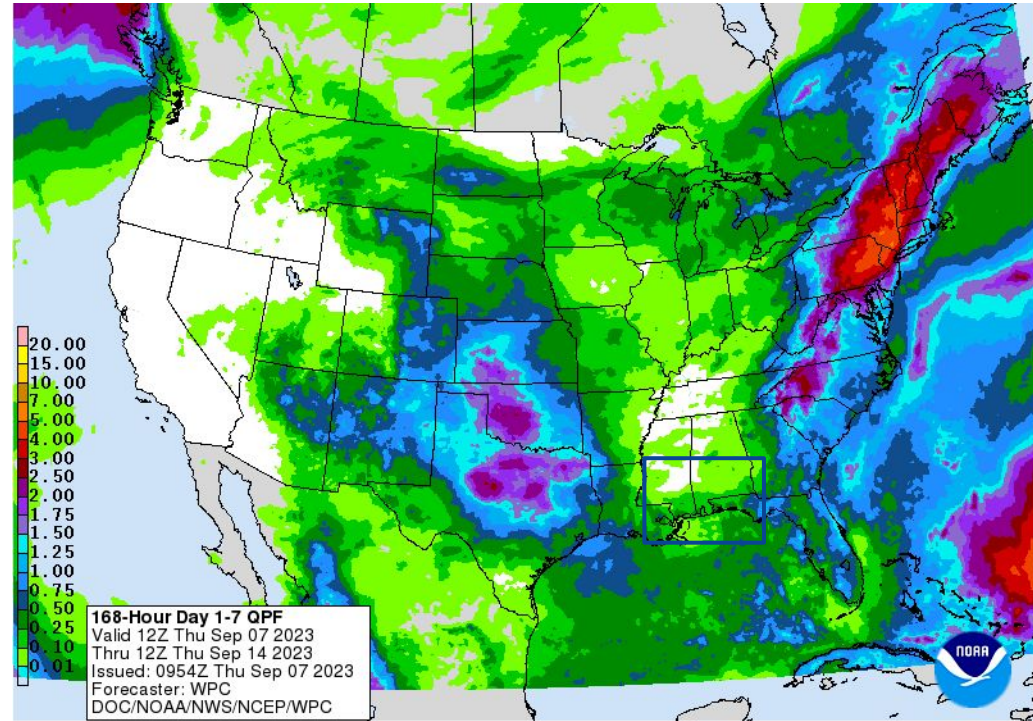 20.00
15.00
10.00
7.00
5.00
4.00
3.00
2.50
2.00
1.75
1.50
1.25
1.00
0.75
0.50
0.25
0.10
0.01
168-Hour Day 1-7 QPF
Valid 12Z Thu Sep 07 2023
Thru 12Z Thu Sep 14 2023
Issued: 0954Z Thu Sep 07 2023
Forecaster: WPC
DOC/NOAA/NWS/NCEP/WPC
NOAA